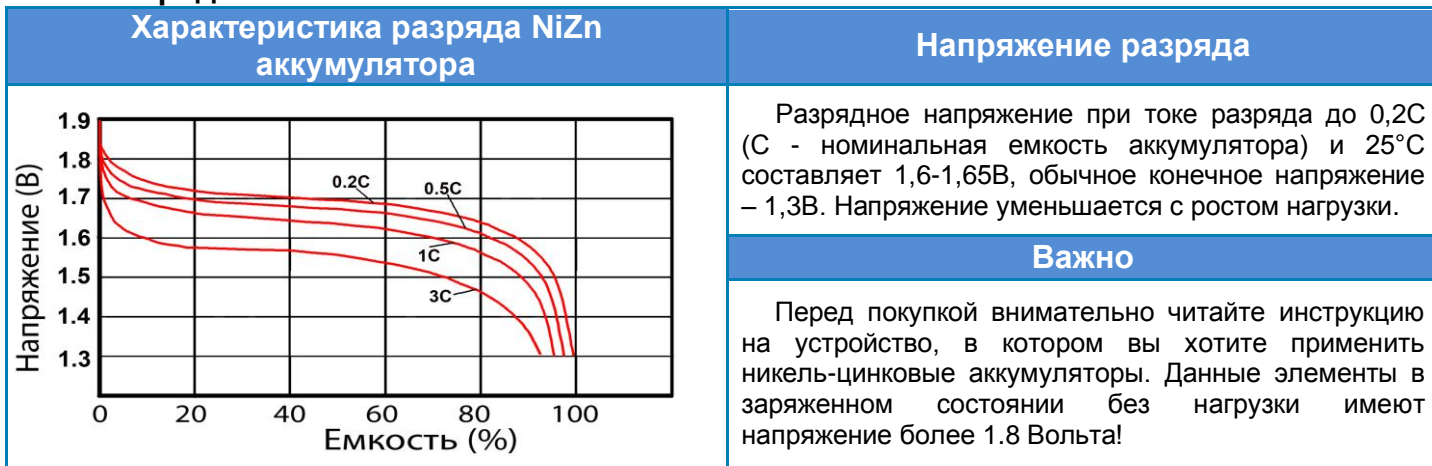 Характеристика разряда NiZn
аккумулятора
1.9
1.8
1.7
1.6
1.5
1.4
1.3
Напряжение (В)
0.2C
0.5C
1C
3C
0
20
40
60
80
100
Емкость (%)
Напряжение разряда
Разрядное напряжение при токе разряда до 0,2С
(С - номинальная емкость аккумулятора) и 25°С
составляет 1,6-1,65В, обычное конечное напряжение
– 1,3В. Напряжение уменьшается с ростом нагрузки.
Важно
Перед покупкой внимательно читайте инструкцию
на устройство, в котором вы хотите применить
никель-цинковые аккумуляторы. Данные элементы в
заряженном состоянии без нагрузки имеют
напряжение более 1.8 Вольта!